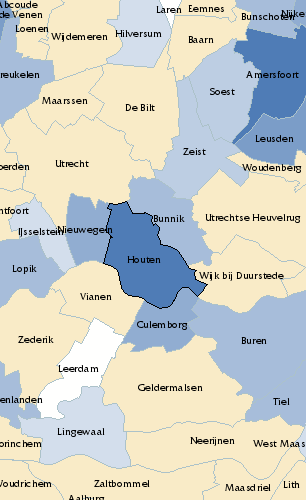 Abcoude
de Venen
Laren
Eemnes
Nijke
Bunschoten
Loenen
Wijdemeren
Hilversum
Baarn
reukelen
Amersfoort
Soest
Maarssen
De Bilt
Leusden
Zeist
Woudenberg
Utrecht
oerden
ntfoort
IJsselstein
Nieuwegein
Bunnik
Utrechtse Heuvelrug
Lopik
Houten
Wijk bij Duurstede
Vianen
Culemborg
Zederik
Buren
Leerdam
Geldermalsen
enlanden
Tiel
Lingewaal
orinchem
Neerijnen
West Maas
Woudrichem
Zaltbommel
Maasdriel
Lith
Aalburg